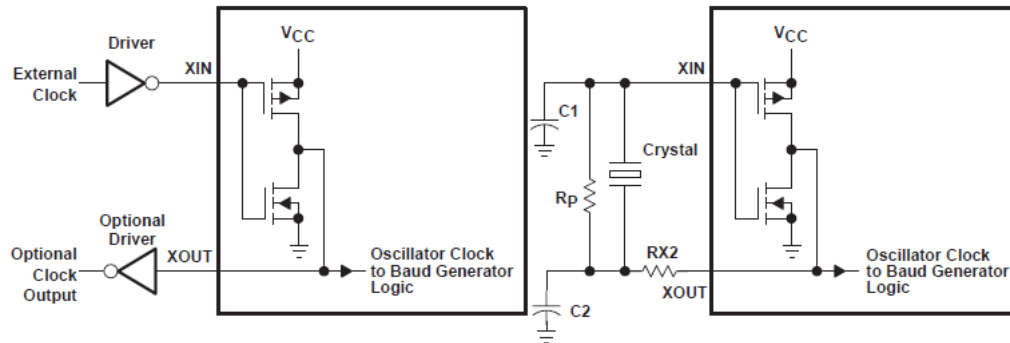 Driver
External
Clock
XIN
VCC
Optional
Driver
Optional
Clock
Output
XOUT
Oscillator Clock
to Baud Generator
Logic
C1
XIN
VCC
Crystal
Rp
RX2
XOUT
C2
Oscillator Clock
to Baud Generator
Logic